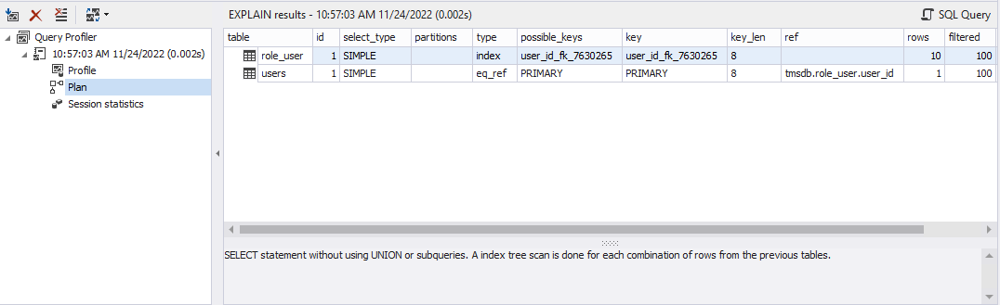 EXPLAIN results - 10:57:03 AM 11/24/2022 (0.002s) SQL Query
Query Profiler
10:57:03 AM 11/24/2022 (0.002s)
Profile
Plan
Session statistics
table id select_type partitions type possible_keys key key_len ref rows filtered
role_user 1 SIMPLE index user_id_fk_7630265 user_id_fk_7630265 8 10 100
users 1 SIMPLE eq_ref PRIMARY PRIMARY 8 tmsdb.role_user.user_id 1 100
SELECT statement without using UNION or subqueries. A index tree scan is done for each combination of rows from the previous tables.